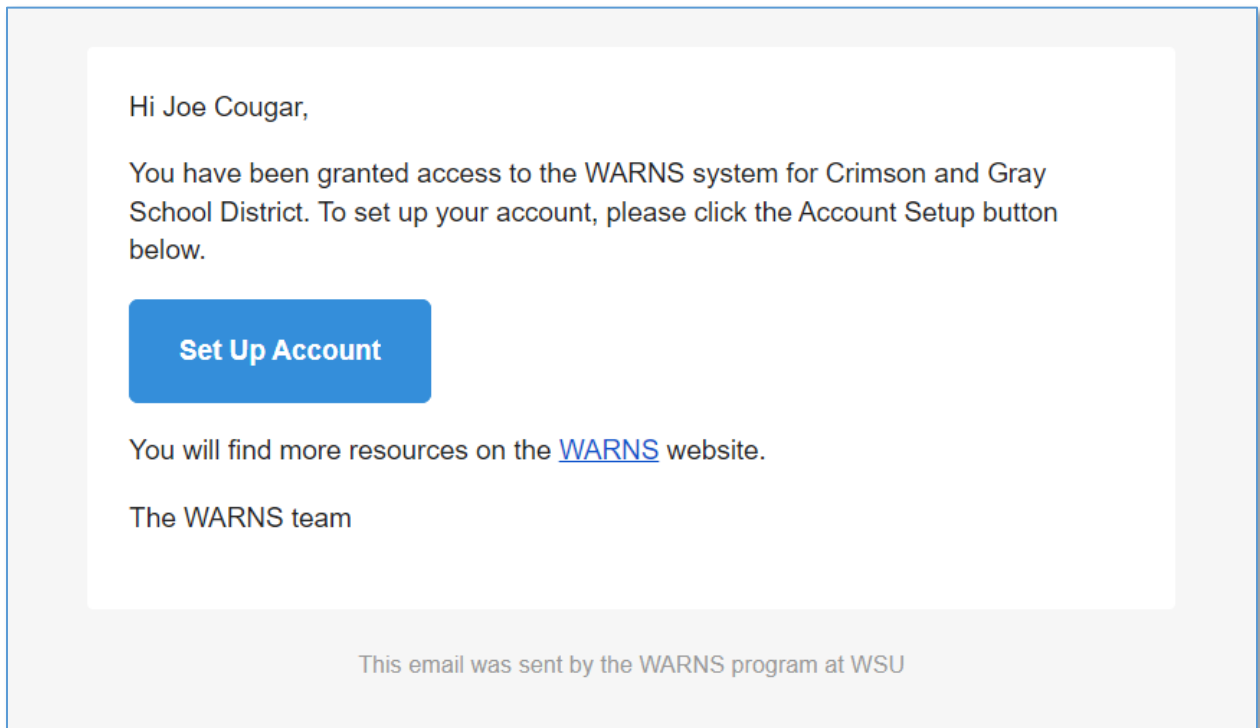 Hi Joe Cougar,
You have been granted access to the WARNS system for Crimson and Gray
School District. To set up your account, please click the Account Setup button
below.
Set Up Account
You will find more resources on the WARNS website.
The WARNS team
This email was sent by the WARNS program at WSU